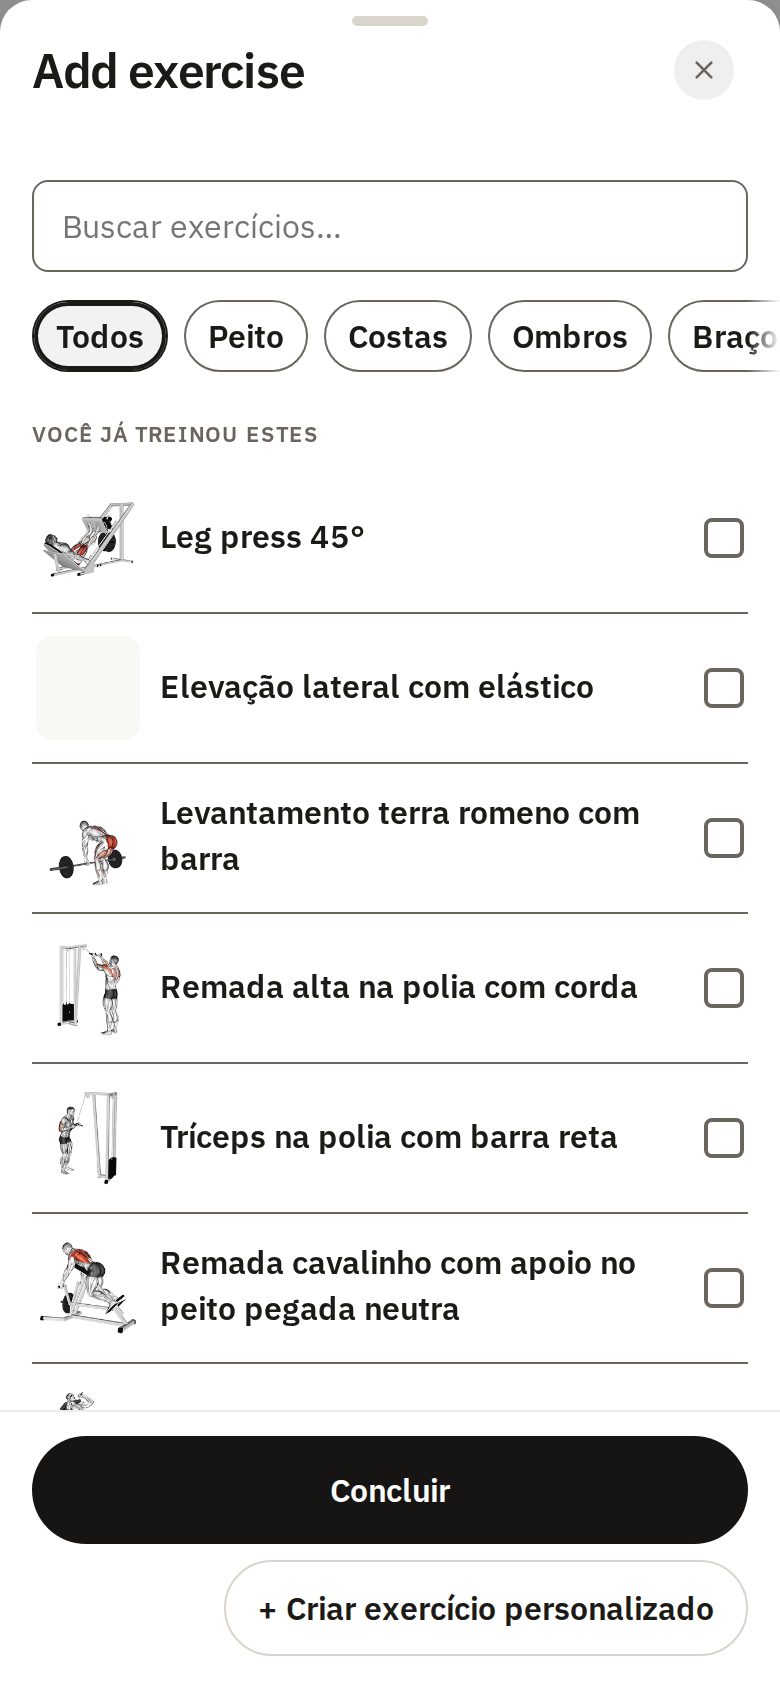 Add exercise
Buscar exercícios...
Todos
Peito
Costas
Ombros
Braço
VOCÊ JÁ TREINOU ESTES
Leg press 45°
Elevação lateral com elástico
Levantamento terra romeno com
barra
Remada alta na polia com corda
Tríceps na polia com barra reta
Remada cavalinho com apoio no
peito pegada neutra
Concluir
+ Criar exercício personalizado